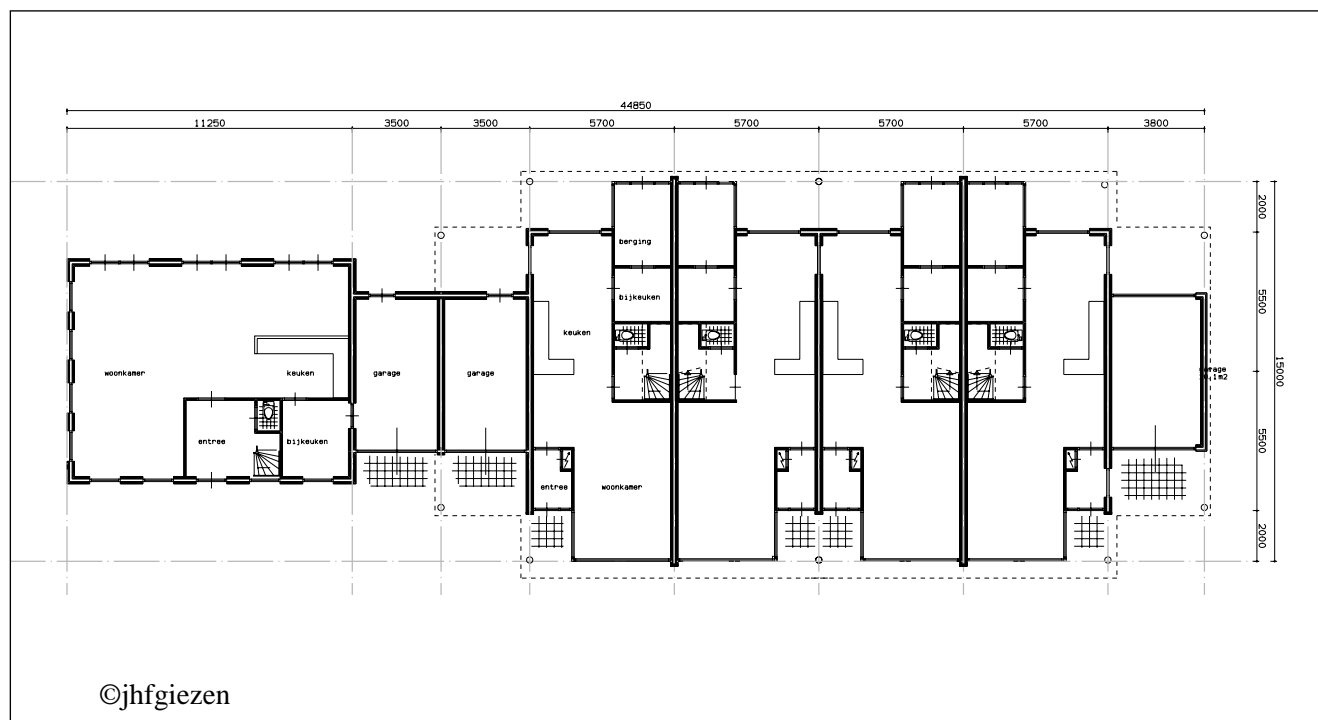 44850
11250 3500 3500 5700 5700 5700 5700 3800
2000
berging
5500
bijkeuken
keuken
15000
woonkamer keuken garage garage
entree bijkeuken
5500
entree woonkamer
2000
©jhfgiezen